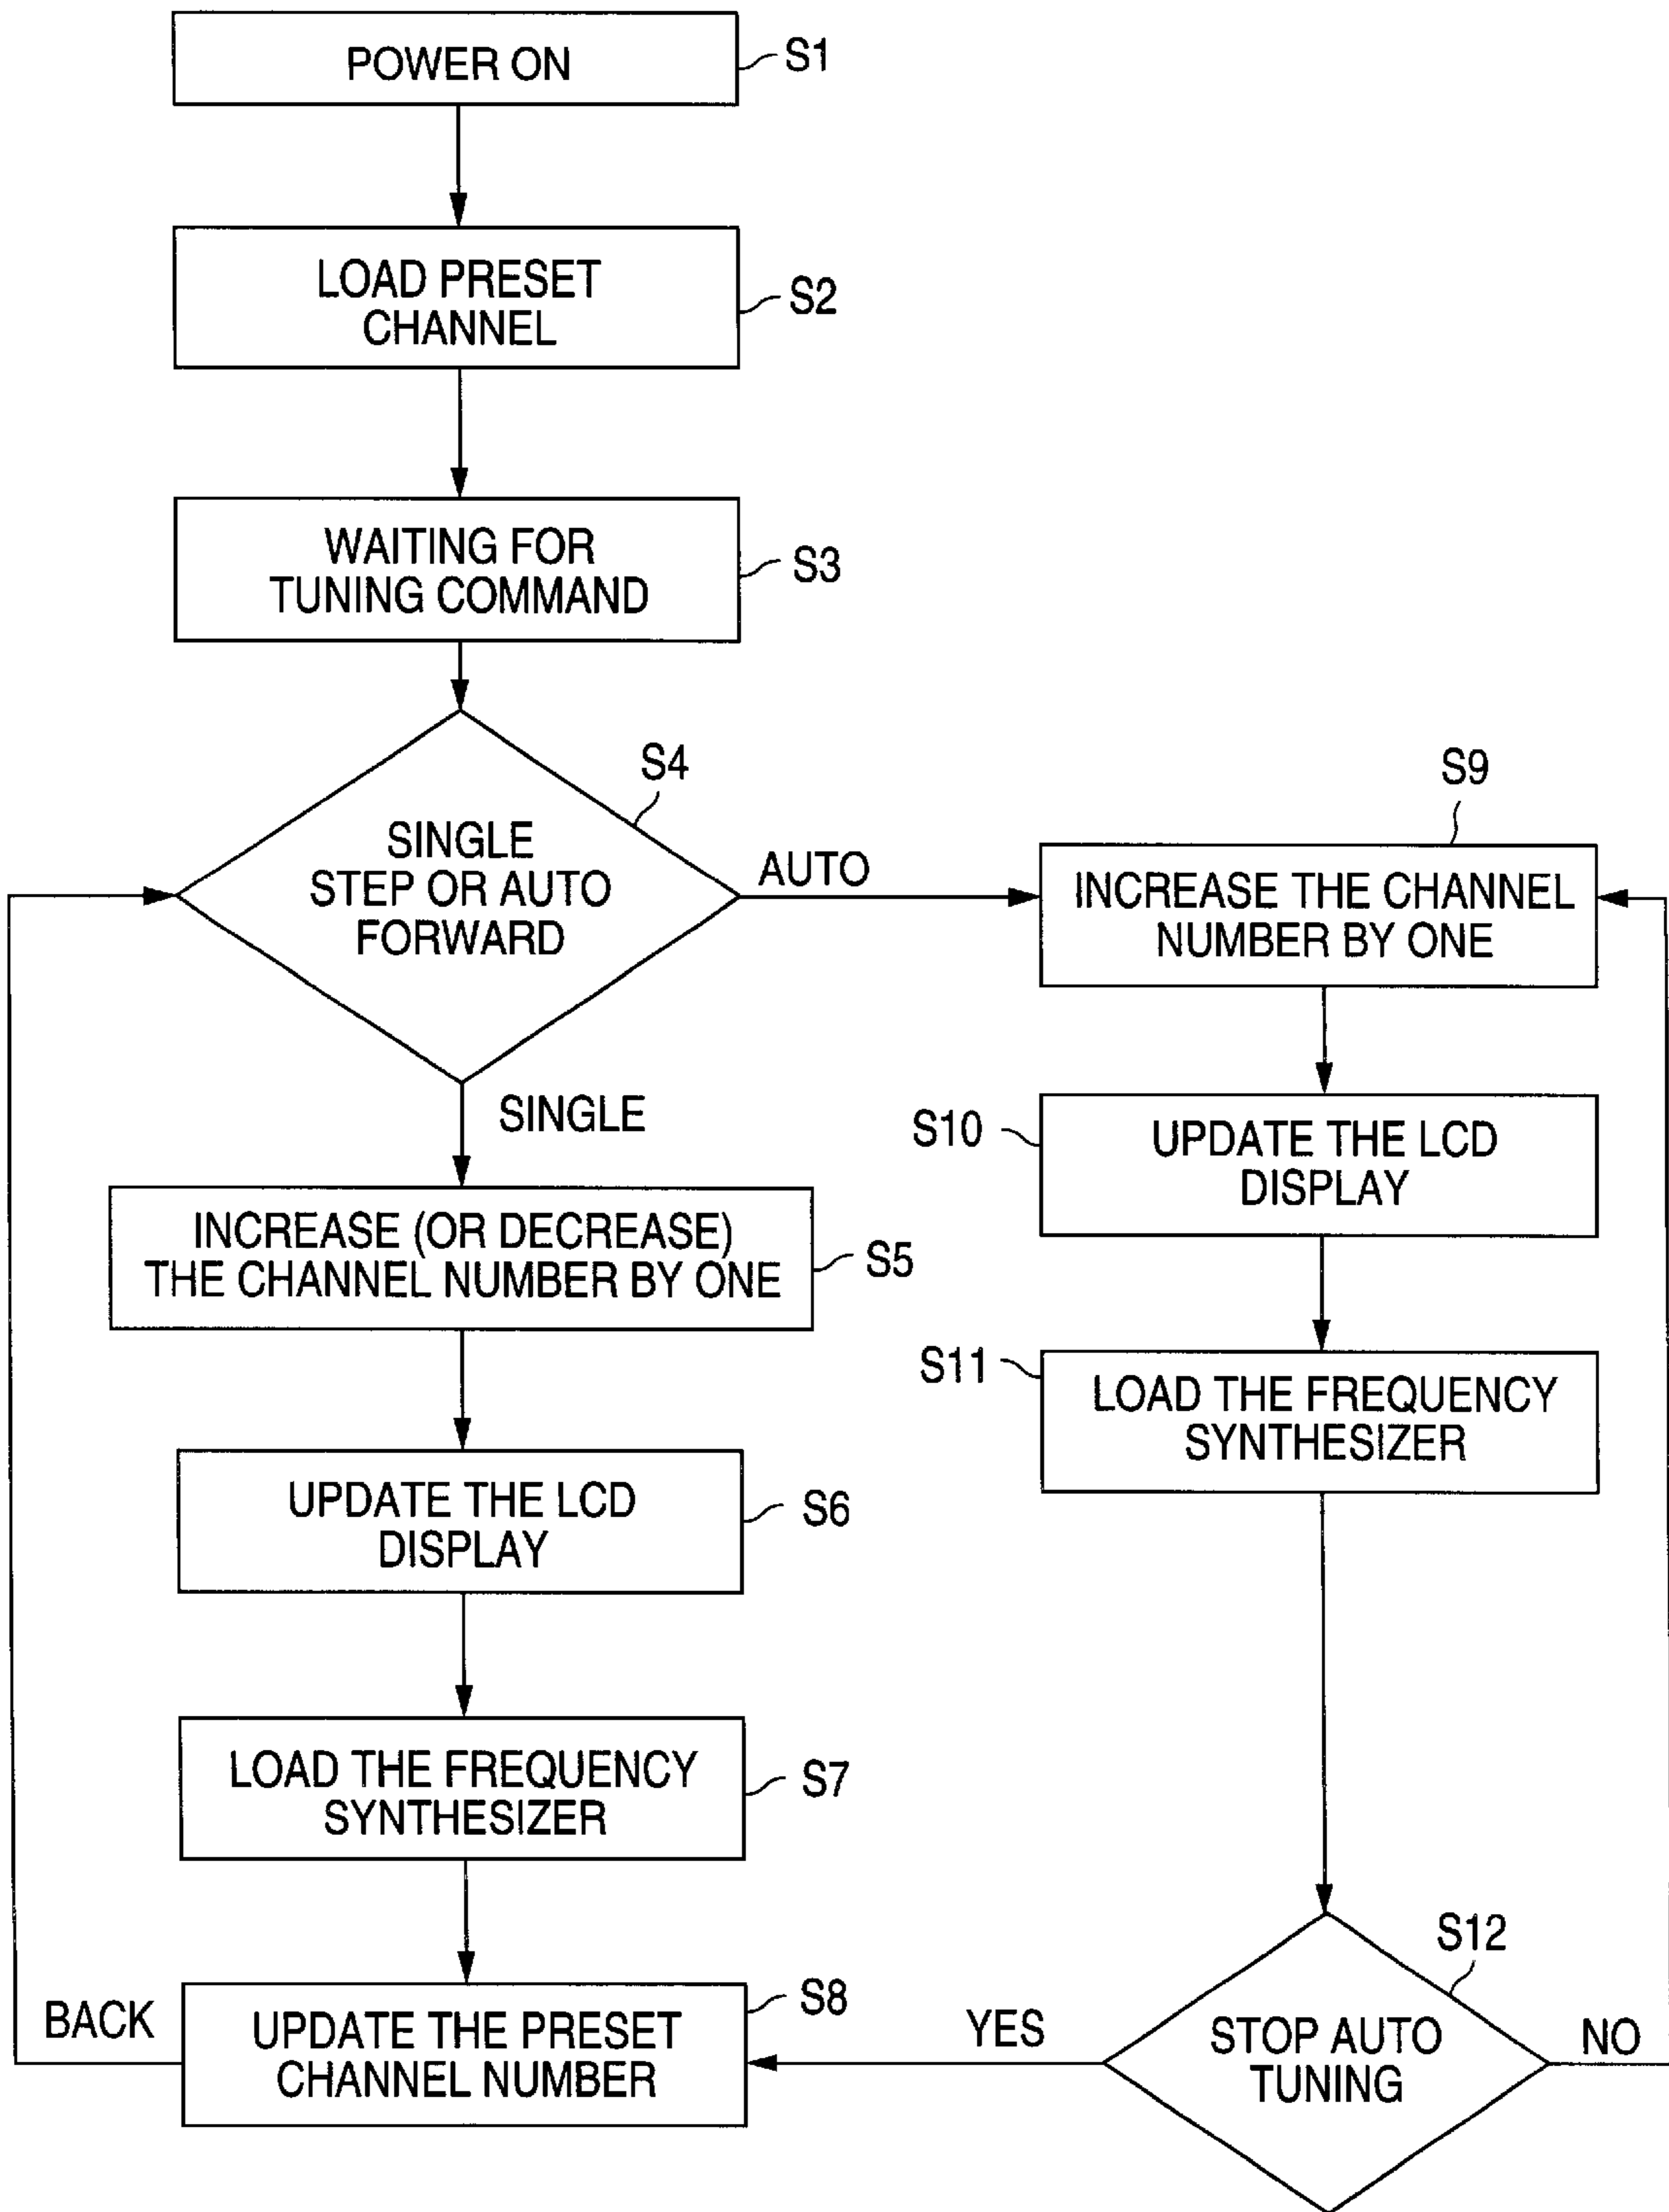 POWER ON
S1
LOAD PRESET
CHANNEL
S2
WAITING FOR
TUNING COMMAND
S3
S4
SINGLE
STEP OR AUTO
FORWARD
AUTO
SINGLE
INCREASE (OR DECREASE)
THE CHANNEL NUMBER BY ONE
S5
UPDATE THE LCD
DISPLAY
S6
LOAD THE FREQUENCY
SYNTHESIZER
S7
UPDATE THE PRESET
CHANNEL NUMBER
S8
BACK
S9
INCREASE THE CHANNEL
NUMBER BY ONE
S10
UPDATE THE LCD
DISPLAY
S11
LOAD THE FREQUENCY
SYNTHESIZER
S12
STOP AUTO
TUNING
YES
NO